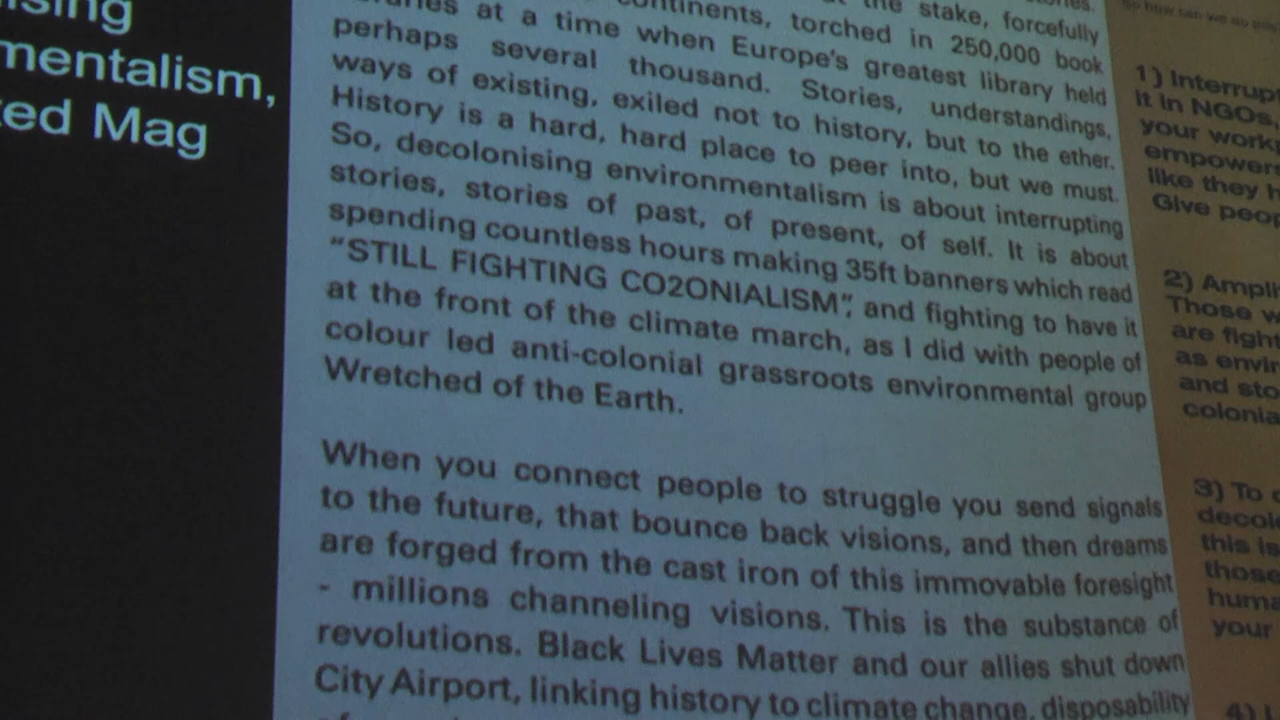 ising
mentalism,
ted Mag
the stake, forcefully
continents, torched in 250,000 book
at a time when Europe's greatest library held
perhaps several thousand. Stories, understandings,
ways of existing, exiled not to history, but to the ether.
History is a hard, hard place to peer into, but we must.
So, decolonising environmentalism is about interrupting
stories, stories of past, of present, of self. It is about
spending countless hours making 35ft banners which read
"STILL FIGHTING CO2ONIALISM", and fighting to have it
at the front of the climate march, as I did with people of
colour led anti-colonial grassroots environmental group
Wretched of the Earth.
When you connect people to struggle you send signals
to the future, that bounce back visions, and then dreams
are forged from the cast iron of this immovable foresight
- millions channeling visions. This is the substance of
revolutions. Black Lives Matter and our allies shut down
City Airport, linking history to climate change, disposability
1) Interrup
it in NGOs,
your work
empower
like they h
Give peop
2) Ampli
Those w
are fight
as envir
and sto
colonia
3) To
decol
this is
those
huma
your
4)